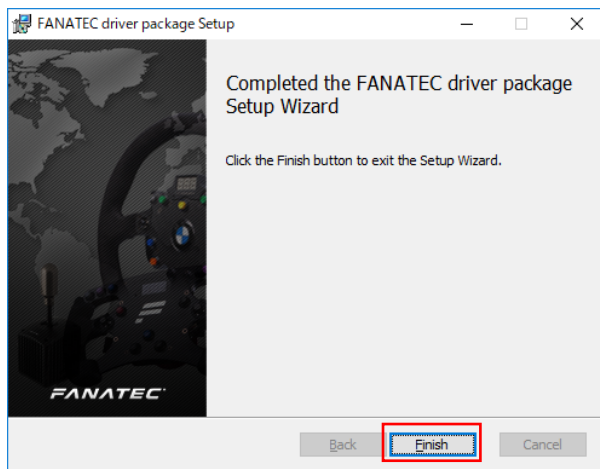 FANATEC driver package Setup
Completed the FANATEC driver package
Setup Wizard
Click the Finish button to exit the Setup Wizard.
FANATEC
Back Finish Cancel